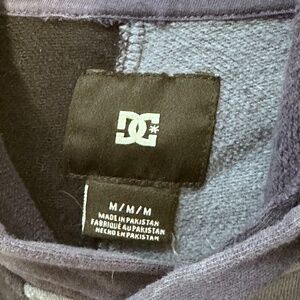 DC
M/M/M
MADE IN PAKISTAN
FABRIQUÉ AU PAKISTAN
HECHO EN PAKISTAN